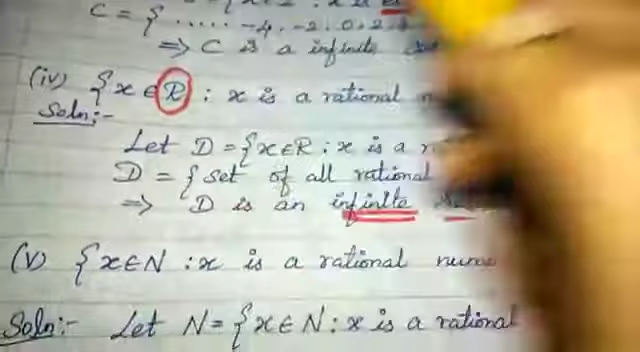 C = { ..... -4, -2, 0, 2, 4
⇒ C is a infinite
(iv) {x ∈ R : x is a rational
Soln:-
Let D = {x ∈ R : x is a
D = { set of all rational
⇒ D is an infinite
(v) {x ∈ N : x is a rational
Soln:- Let N = {x ∈ N : x is a rational